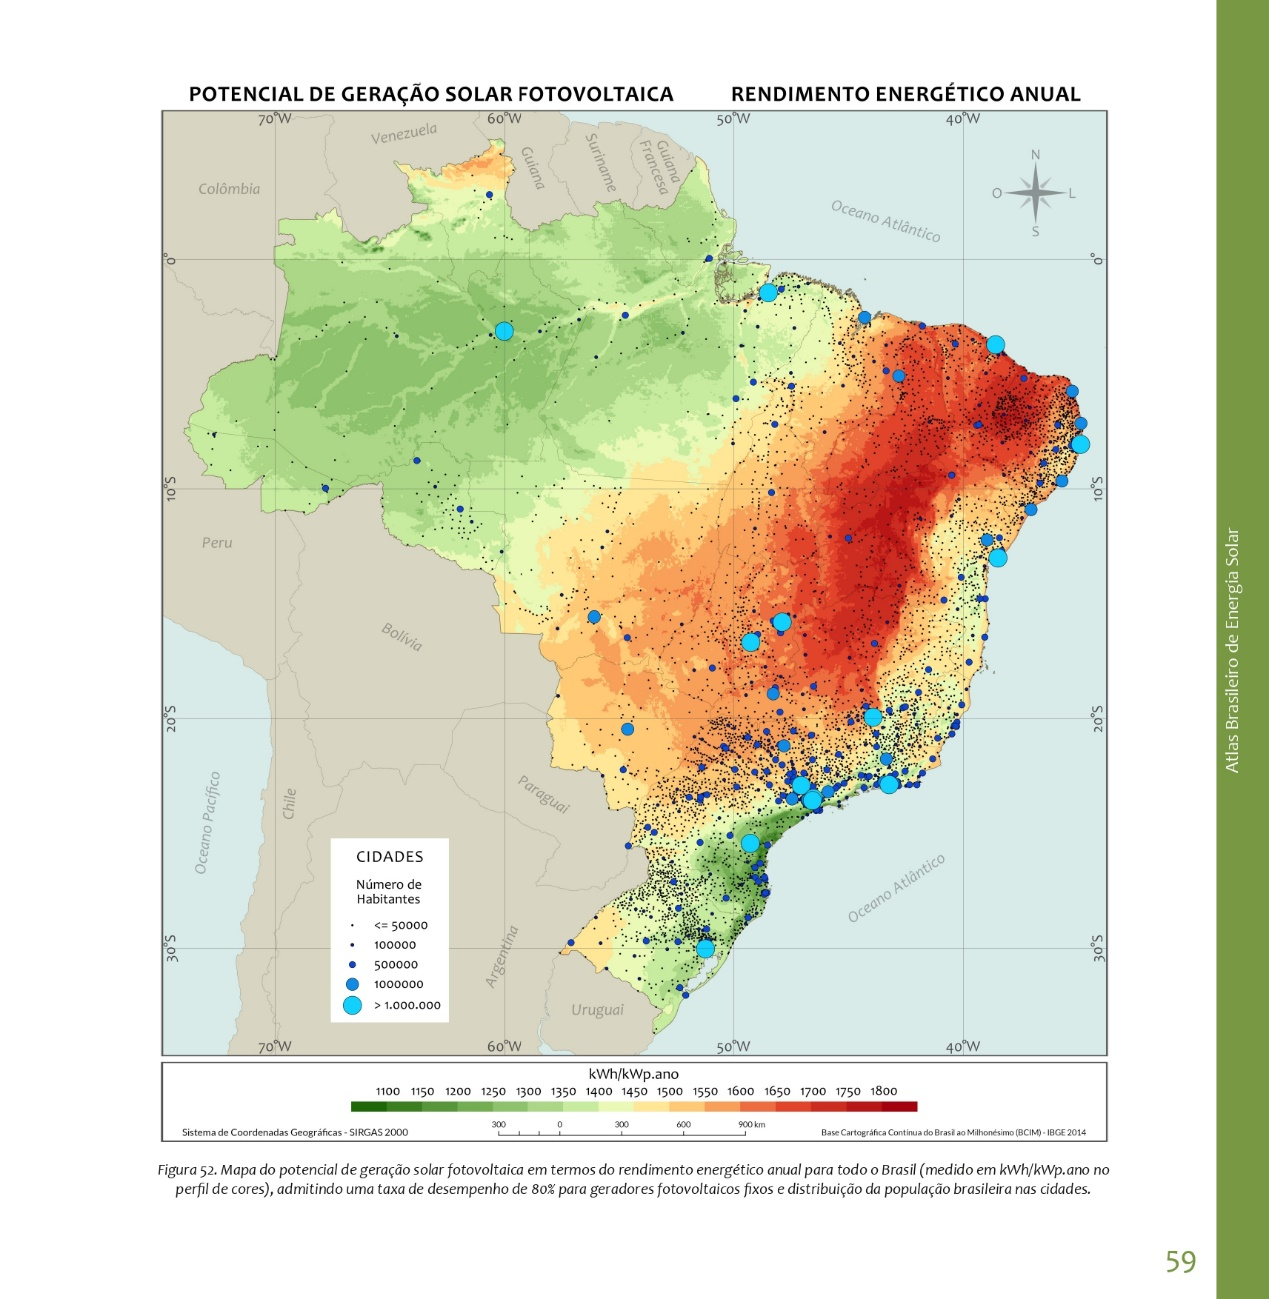 POTENCIAL DE GERAÇÃO SOLAR FOTOVOLTAICA RENDIMENTO ENERGÉTICO ANUAL
70°W 60°W 50°W 40°W
Venezuela
Guiana
Suriname
Guiana
Francesa
Colômbia
N
O L
S
Oceano Atlântico
0° 0°
10°S 10°S
Peru
Bolívia
20°S 20°S
Oceano Pacífico
Chile
Paraguai
Oceano Atlântico
Argentina
30°S 30°S
Uruguai
CIDADES
Número de
Habitantes
<= 50000
100000
500000
1000000
> 1.000.000
70°W 60°W 50°W 40°W
kWh/kWp.ano
1100 1150 1200 1250 1300 1350 1400 1450 1500 1550 1600 1650 1700 1750 1800
300 0 300 600 900 km
Sistema de Coordenadas Geográficas - SIRGAS 2000
Base Cartográfica Contínua do Brasil ao Milhonésimo (BCIM) - IBGE 2014
Figura 52. Mapa do potencial de geração solar fotovoltaica em termos do rendimento energético anual para todo o Brasil (medido em kWh/kWp.ano no
perfil de cores), admitindo uma taxa de desempenho de 80% para geradores fotovoltaicos fixos e distribuição da população brasileira nas cidades.
Atlas Brasileiro de Energia Solar
59